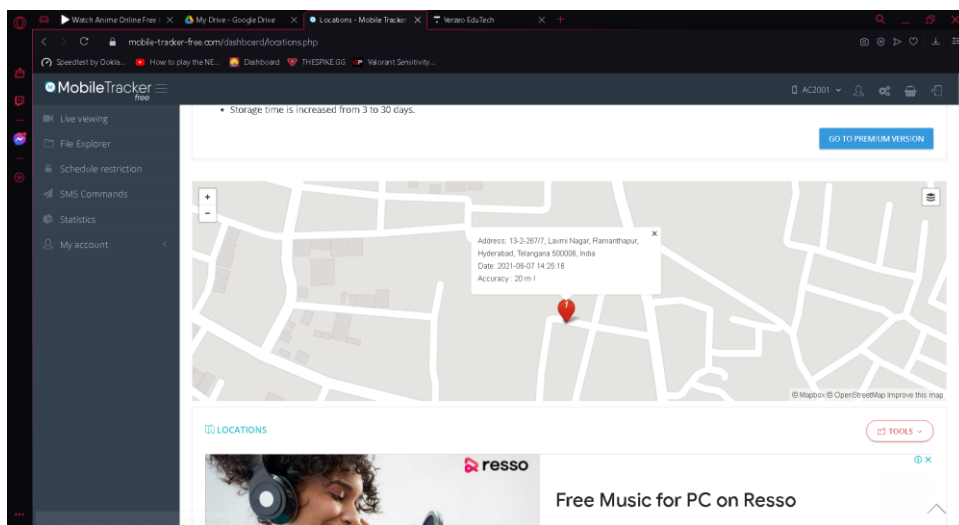 Watch Anime Online Free
My Drive - Google Drive
Locations - Mobile Tracker
Verzeo EduTech
mobile-tracker-free.com/dashboard/locations.php
Speedtest by Ookla...
How to play the NE...
Dashboard
THESPIKE.GG
Valorant Sensitivity...
MobileTracker
free
AC2001
Live viewing
File Explorer
Schedule restriction
SMS Commands
Statistics
My account
Storage time is increased from 3 to 30 days.
GO TO PREMIUM VERSION
+
-
Address: 13-2-267/7, Laxmi Nagar, Ramanthapur,
Hyderabad, Telangana 500008, India
Date: 2021-08-07 14:25:16
Accuracy : 20 m !
1
© Mapbox © OpenStreetMap Improve this map
LOCATIONS
TOOLS
resso
Free Music for PC on Resso